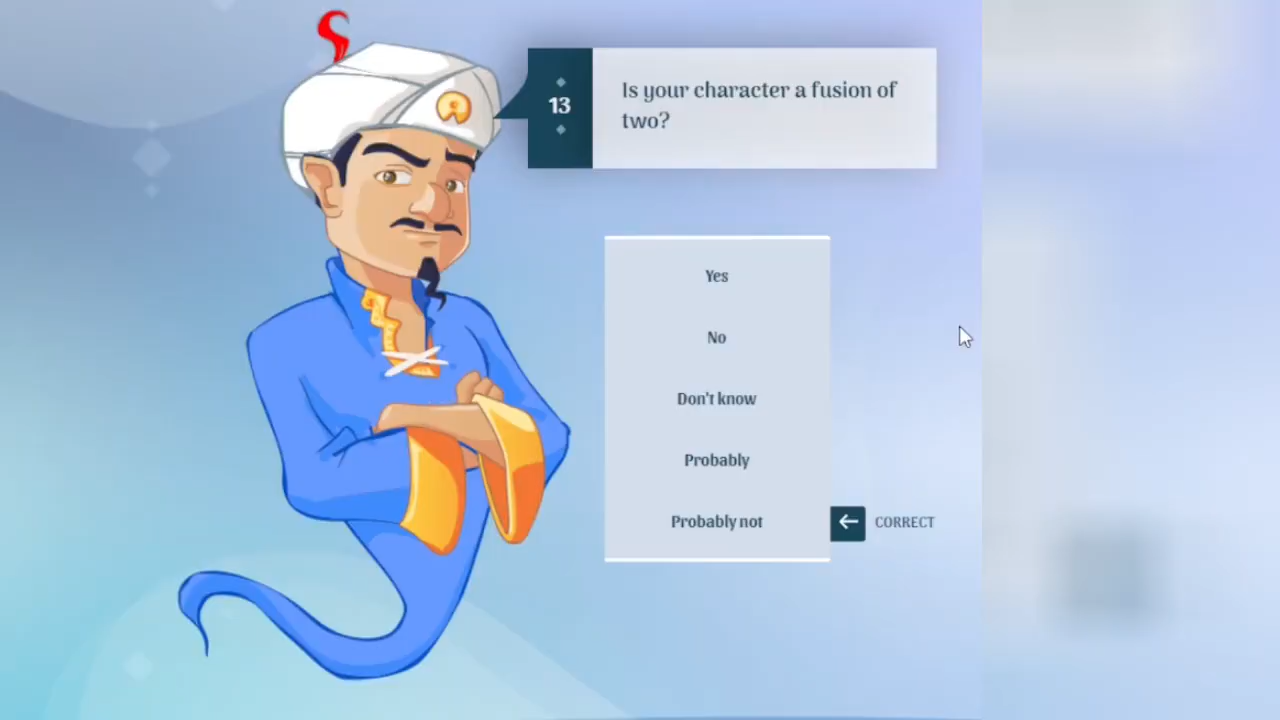 13
Is your character a fusion of
two?
Yes
No
Don't know
Probably
Probably not
CORRECT